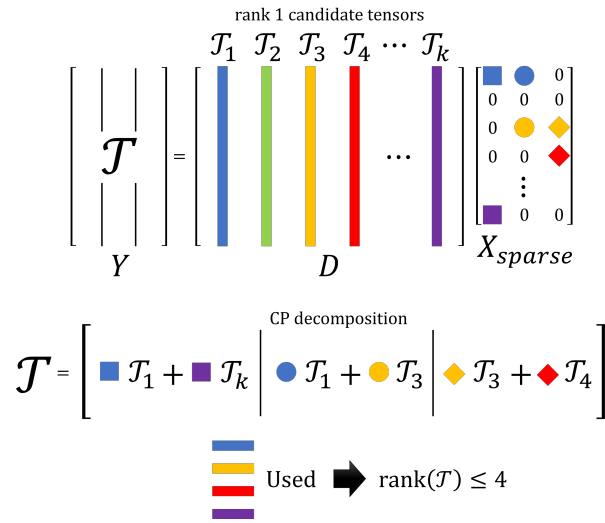 rank 1 candidate tensors
𝒯₁ 𝒯₂ 𝒯₃ 𝒯₄ ⋯ 𝒯ₖ
𝒯 = ⋯
0
0 0 0
0
0 0
⋮
0 0
Y D X_sparse
CP decomposition
𝒯 = [ 𝒯₁ + 𝒯ₖ | 𝒯₁ + 𝒯₃ | 𝒯₃ + 𝒯₄ ]
Used rank(𝒯) ≤ 4